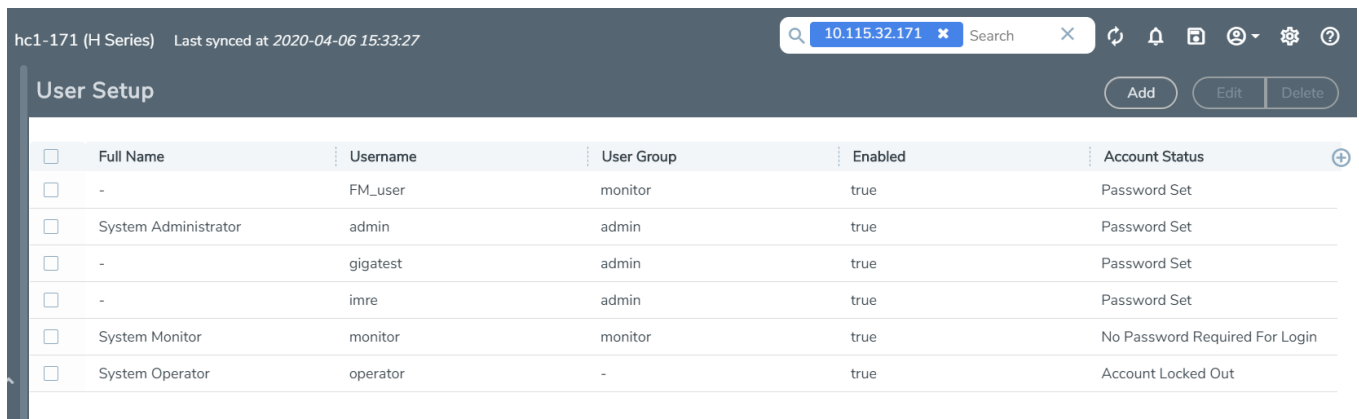 hc1-171 (H Series) Last synced at 2020-04-06 15:33:27 10.115.32.171 Search
User Setup Add Edit Delete
Full Name Username User Group Enabled Account Status
- FM_user monitor true Password Set
System Administrator admin admin true Password Set
- gigatest admin true Password Set
- imre admin true Password Set
System Monitor monitor monitor true No Password Required For Login
System Operator operator - true Account Locked Out